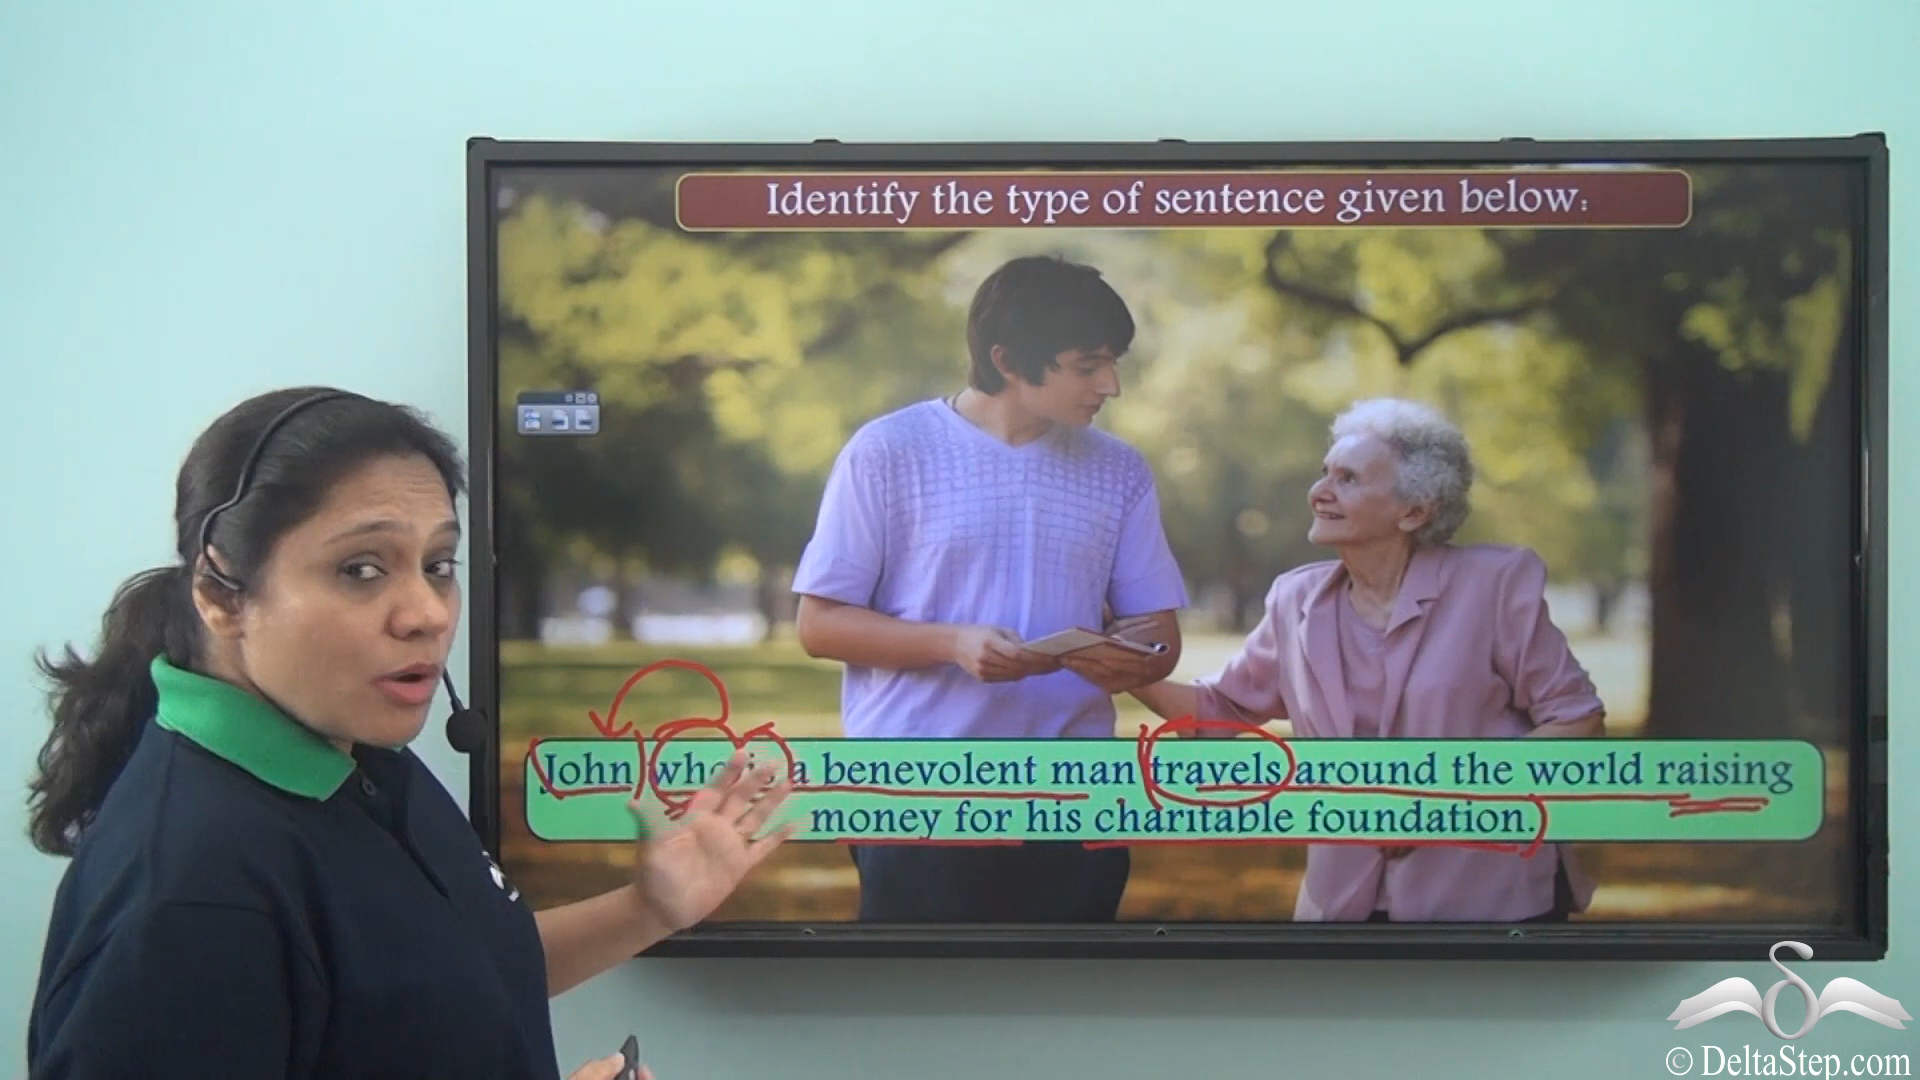 Identify the type of sentence given below:
John who is a benevolent man travels around the world raising
money for his charitable foundation.
© DeltaStep.com